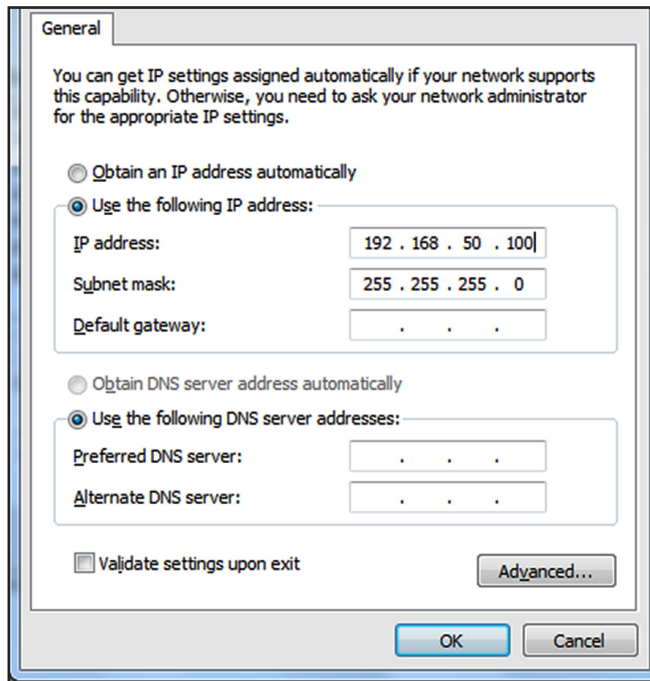 General
You can get IP settings assigned automatically if your network supports
this capability. Otherwise, you need to ask your network administrator
for the appropriate IP settings.
Obtain an IP address automatically
Use the following IP address:
IP address: 192 . 168 . 50 . 100
Subnet mask: 255 . 255 . 255 . 0
Default gateway: . . .
Obtain DNS server address automatically
Use the following DNS server addresses:
Preferred DNS server: . . .
Alternate DNS server: . . .
Validate settings upon exit
Advanced...
OK Cancel